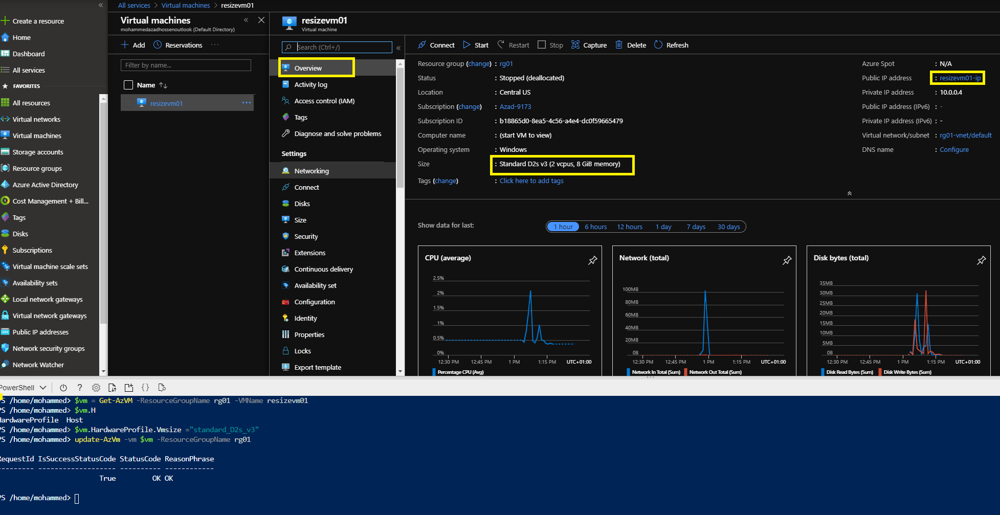 All services > Virtual machines > resizevm01
Create a resource
Home
Dashboard
All services
FAVORITES
All resources
Virtual networks
Virtual machines
Storage accounts
Resource groups
Azure Active Directory
Cost Management + Bill...
Tags
Disks
Subscriptions
Virtual machine scale sets
Availability sets
Local network gateways
Virtual network gateways
Public IP addresses
Network security groups
Network Watcher
Virtual machines
mohammedazadhossenoutlook (Default Directory)
Add Reservations ...
Filter by name...
Name
resizevm01 ...
resizevm01
Virtual machine
Search (Ctrl+/)
Overview
Activity log
Access control (IAM)
Tags
Diagnose and solve problems
Settings
Networking
Connect
Disks
Size
Security
Extensions
Continuous delivery
Availability set
Configuration
Identity
Properties
Locks
Export template
Connect Start Restart Stop Capture Delete Refresh
Resource group (change) : rg01
Status : Stopped (deallocated)
Location : Central US
Subscription (change) : Azad-9173
Subscription ID : b18865d0-8ea5-4c56-a4e4-dc0f59665479
Computer name : (start VM to view)
Operating system : Windows
Size : Standard D2s v3 (2 vcpus, 8 GiB memory)
Tags (change) : Click here to add tags
Azure Spot : N/A
Public IP address : resizevm01-ip
Private IP address : 10.0.0.4
Public IP address (IPv6) : -
Private IP address (IPv6) : -
Virtual network/subnet : rg01-vnet/default
DNS name : Configure
Show data for last: 1 hour 6 hours 12 hours 1 day 7 days 30 days
CPU (average)
2.5%
2%
1.5%
1%
0.5%
0%
12:30 PM 12:45 PM 1 PM 1:15 PM UTC+01:00
Percentage CPU (Avg)
Network (total)
100MB
80MB
60MB
40MB
20MB
0B
12:30 PM 12:45 PM 1 PM 1:15 PM UTC+01:00
Network In Total (Sum) Network Out Total (Sum)
Disk bytes (total)
35MB
30MB
25MB
20MB
15MB
10MB
5MB
0B
12:30 PM 12:45 PM 1 PM 1:15 PM UTC+01:00
Disk Read Bytes (Sum) Disk Write Bytes (Sum)
PowerShell ? { }
PS /home/mohammed> $vm = Get-AzVM -ResourceGroupName rg01 -VMName resizevm01
PS /home/mohammed> $vm.H
HardwareProfile Host
PS /home/mohammed> $vm.HardwareProfile.Vmsize ="standard_D2s_v3"
PS /home/mohammed> update-AzVm -vm $vm -ResourceGroupName rg01
RequestId IsSuccessStatusCode StatusCode ReasonPhrase
--------- ------------------- ---------- ------------
True OK OK
PS /home/mohammed>